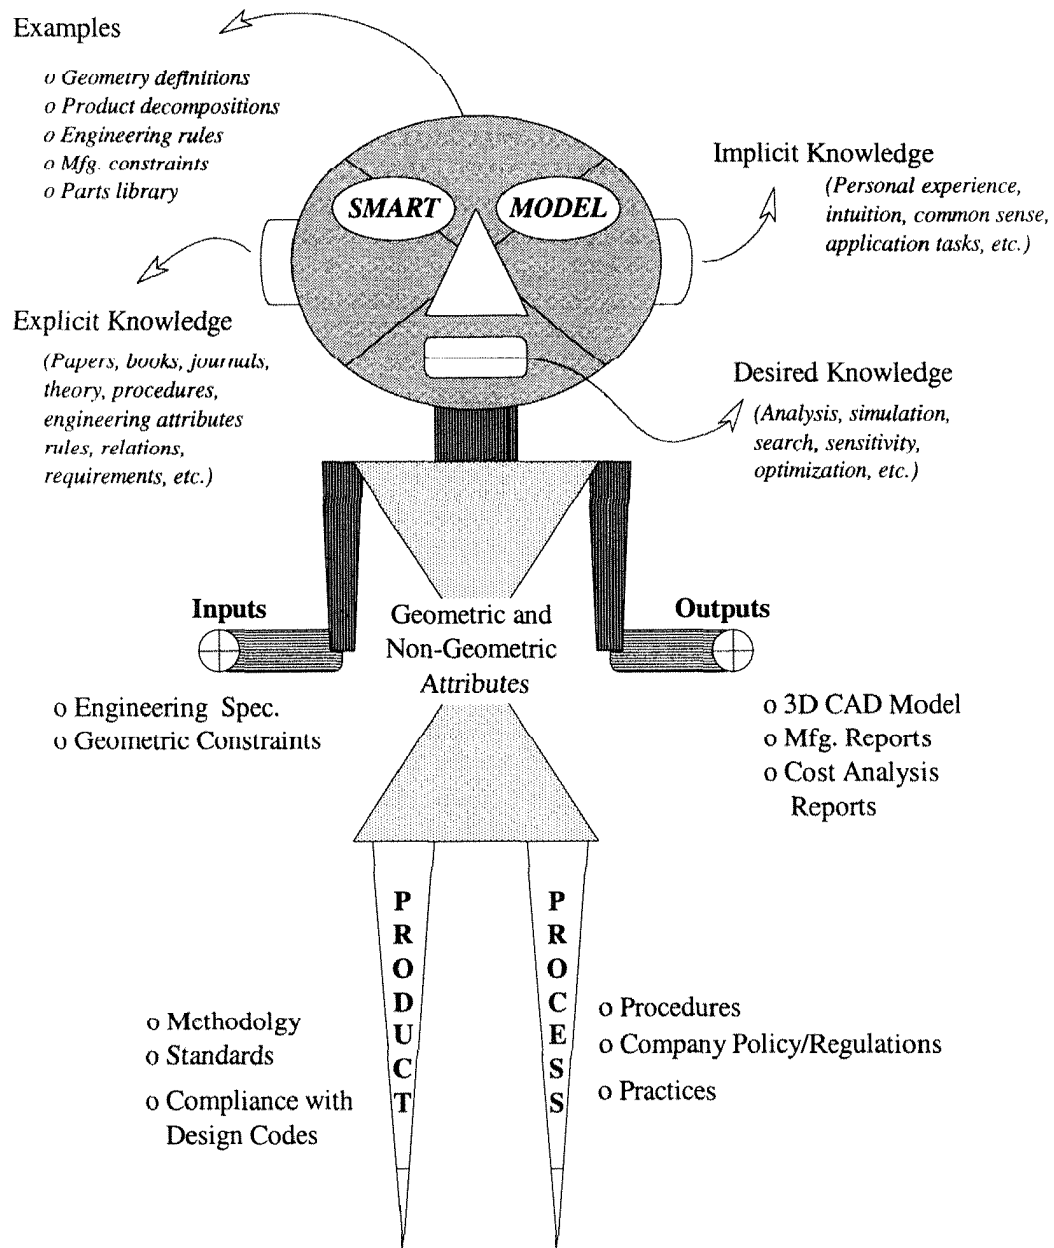 Examples
o Geometry definitions
o Product decompositions
o Engineering rules
o Mfg. constraints
o Parts library
SMART
MODEL
Implicit Knowledge
(Personal experience,
intuition, common sense,
application tasks, etc.)
Explicit Knowledge
(Papers, books, journals,
theory, procedures,
engineering attributes
rules, relations,
requirements, etc.)
Desired Knowledge
(Analysis, simulation,
search, sensitivity,
optimization, etc.)
Inputs
o Engineering Spec.
o Geometric Constraints
Geometric and
Non-Geometric
Attributes
Outputs
o 3D CAD Model
o Mfg. Reports
o Cost Analysis
Reports
PRODUCT
PROCESS
o Methodolgy
o Standards
o Compliance with
Design Codes
o Procedures
o Company Policy/Regulations
o Practices